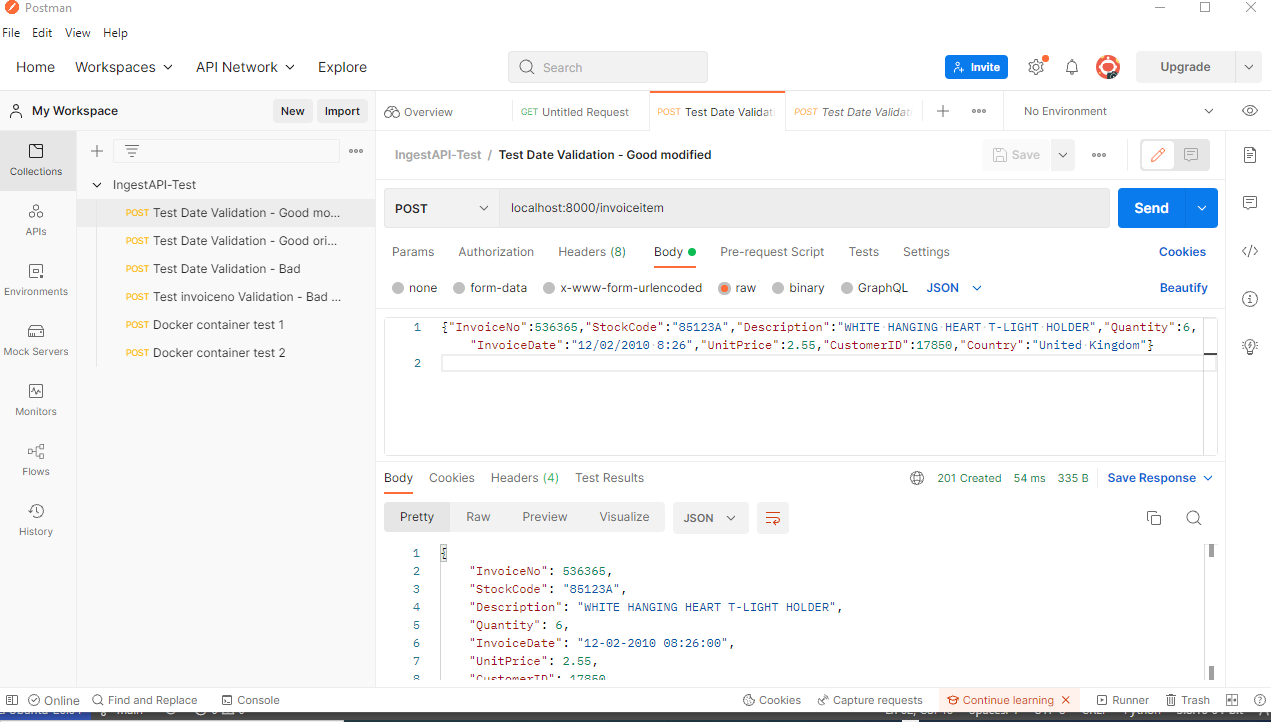 Postman
File Edit View Help
Home Workspaces API Network Explore Search Invite Upgrade
My Workspace New Import Overview GET Untitled Request POST Test Date Validati POST Test Date Validat No Environment
Collections
APIs
Environments
Mock Servers
Monitors
Flows
History
IngestAPI-Test
POST Test Date Validation - Good mo...
POST Test Date Validation - Good ori...
POST Test Date Validation - Bad
POST Test invoiceno Validation - Bad ...
POST Docker container test 1
POST Docker container test 2
IngestAPI-Test / Test Date Validation - Good modified Save
POST localhost:8000/invoiceitem Send
Params Authorization Headers (8) Body Pre-request Script Tests Settings Cookies
none form-data x-www-form-urlencoded raw binary GraphQL JSON Beautify
1 {"InvoiceNo":536365,"StockCode":"85123A","Description":"WHITE HANGING HEART T-LIGHT HOLDER","Quantity":6,
"InvoiceDate":"12/02/2010 8:26","UnitPrice":2.55,"CustomerID":17850,"Country":"United Kingdom"}
2
Body Cookies Headers (4) Test Results 201 Created 54 ms 335 B Save Response
Pretty Raw Preview Visualize JSON
1 {
2 "InvoiceNo": 536365,
3 "StockCode": "85123A",
4 "Description": "WHITE HANGING HEART T-LIGHT HOLDER",
5 "Quantity": 6,
6 "InvoiceDate": "12-02-2010 08:26:00",
7 "UnitPrice": 2.55,
8 "CustomerID": 17850
Online Find and Replace Console Cookies Capture requests Continue learning Runner Trash